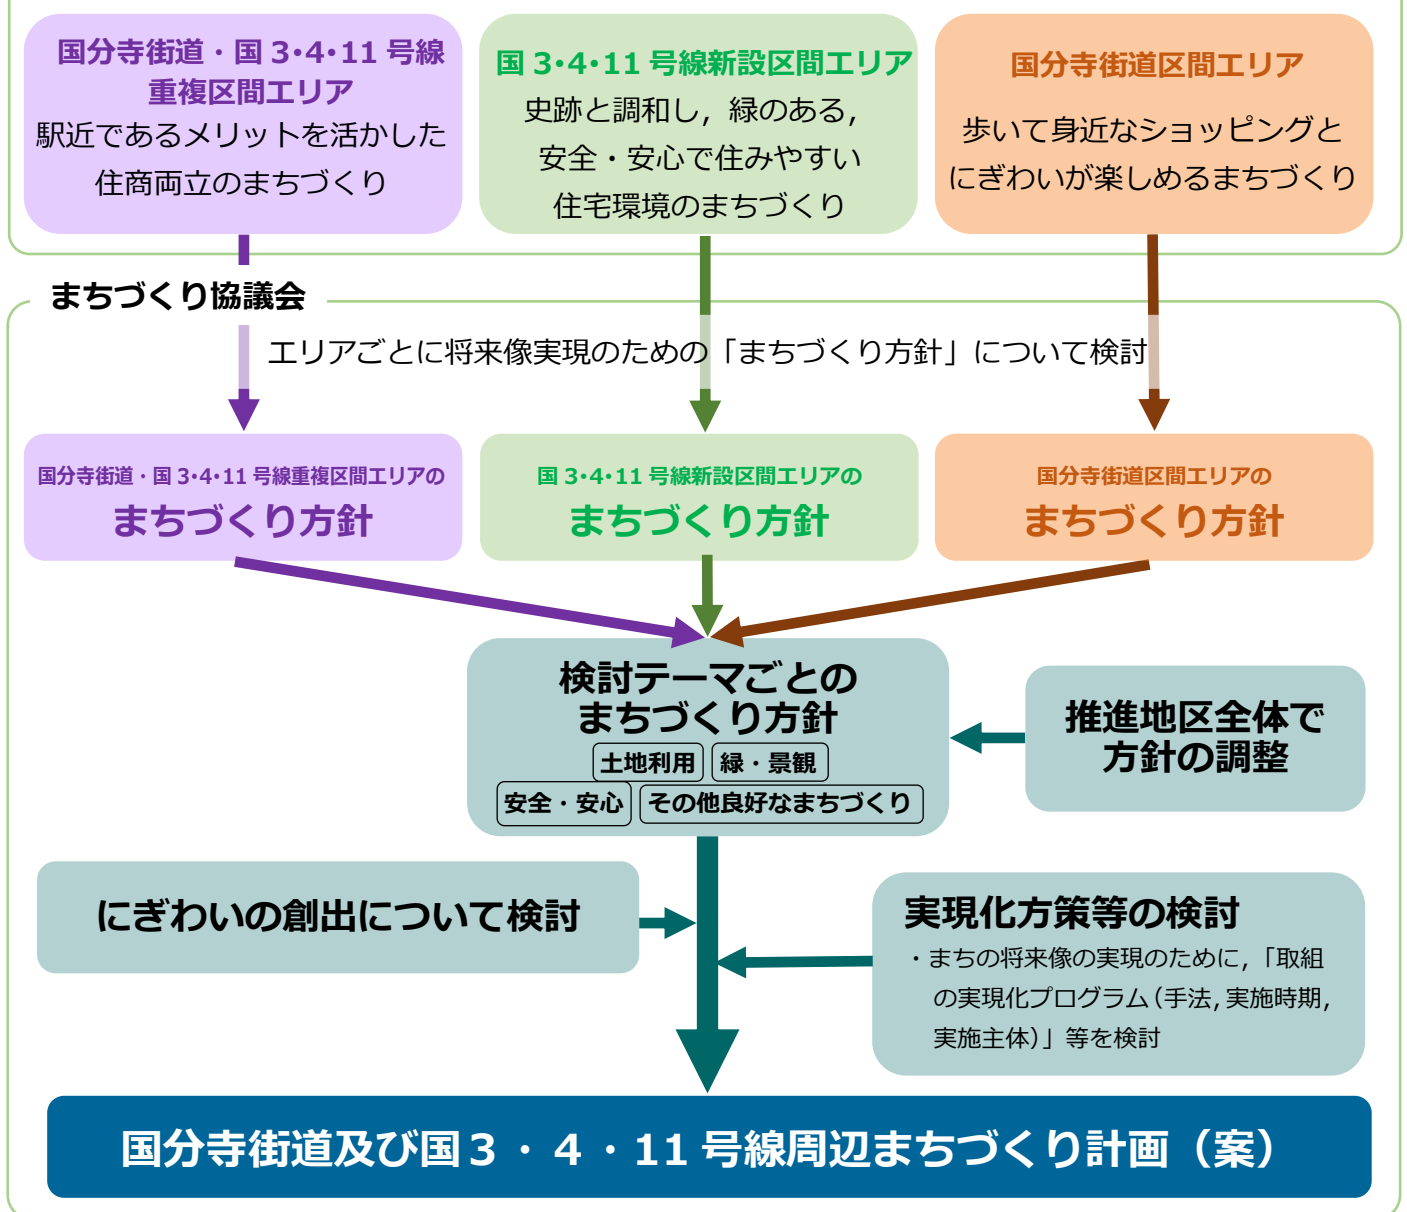 国分寺街道・国 3・4・11 号線
重複区間エリア
駅近であるメリットを活かした
住商両立のまちづくり
国 3・4・11 号線新設区間エリア
史跡と調和し，緑のある，
安全・安心で住みやすい
住宅環境のまちづくり
国分寺街道区間エリア
歩いて身近なショッピングと
にぎわいが楽しめるまちづくり
まちづくり協議会
エリアごとに将来像実現のための「まちづくり方針」について検討
国分寺街道・国 3・4・11 号線重複区間エリアの
まちづくり方針
国 3・4・11 号線新設区間エリアの
まちづくり方針
国分寺街道区間エリアの
まちづくり方針
検討テーマごとの
まちづくり方針
土地利用 緑・景観
安全・安心 その他良好なまちづくり
推進地区全体で
方針の調整
にぎわいの創出について検討
実現化方策等の検討
・まちの将来像の実現のために，「取組
の実現化プログラム（手法，実施時期，
実施主体）」等を検討
国分寺街道及び国３・４・11 号線周辺まちづくり計画（案）